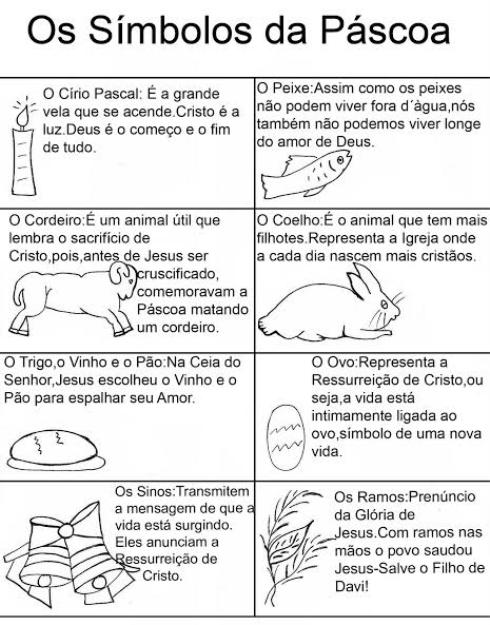 Os Símbolos da Páscoa
O Círio Pascal: É a grande
vela que se acende.Cristo é a
luz.Deus é o começo e o fim
de tudo.
O Peixe:Assim como os peixes
não podem viver fora d´àgua,nós
também não podemos viver longe
do amor de Deus.
O Cordeiro:É um animal útil que
lembra o sacrifício de
Cristo,pois,antes de Jesus ser
cruscificado,
comemoravam a
Páscoa matando
um cordeiro.
O Coelho:É o animal que tem mais
filhotes.Representa a Igreja onde
a cada dia nascem mais cristãos.
O Trigo,o Vinho e o Pão:Na Ceia do
Senhor,Jesus escolheu o Vinho e o
Pão para espalhar seu Amor.
O Ovo:Representa a
Ressurreição de Cristo,ou
seja,a vida está
intimamente ligada ao
ovo,símbolo de uma nova
vida.
Os Sinos:Transmitem
a mensagem de que a
vida está surgindo.
Eles anunciam a
Ressurreição de
Cristo.
Os Ramos:Prenúncio
da Glória de
Jesus.Com ramos nas
mãos o povo saudou
Jesus-Salve o Filho de
Davi!